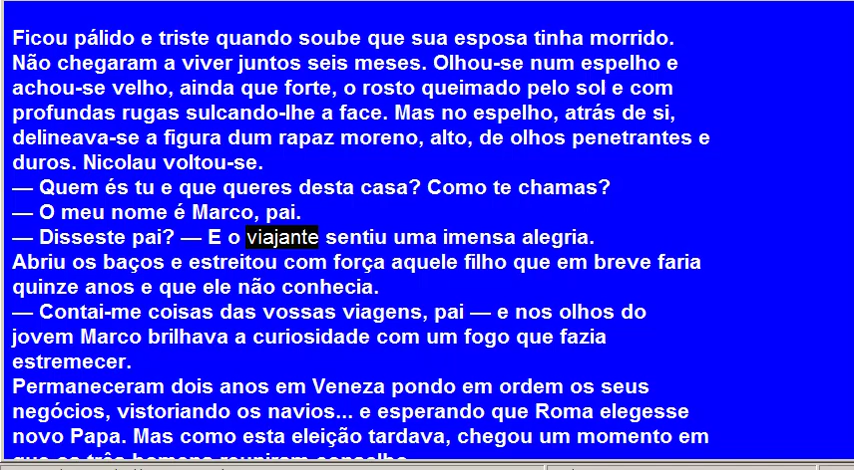 Ficou pálido e triste quando soube que sua esposa tinha morrido.
Não chegaram a viver juntos seis meses. Olhou-se num espelho e
achou-se velho, ainda que forte, o rosto queimado pelo sol e com
profundas rugas sulcando-lhe a face. Mas no espelho, atrás de si,
delineava-se a figura dum rapaz moreno, alto, de olhos penetrantes e
duros. Nicolau voltou-se.
— Quem és tu e que queres desta casa? Como te chamas?
— O meu nome é Marco, pai.
— Disseste pai? — E o viajante sentiu uma imensa alegria.
Abriu os baços e estreitou com força aquele filho que em breve faria
quinze anos e que ele não conhecia.
— Contai-me coisas das vossas viagens, pai — e nos olhos do
jovem Marco brilhava a curiosidade com um fogo que fazia
estremecer.
Permaneceram dois anos em Veneza pondo em ordem os seus
negócios, vistoriando os navios... e esperando que Roma elegesse
novo Papa. Mas como esta eleição tardava, chegou um momento em
que os três homens reuniram conselho